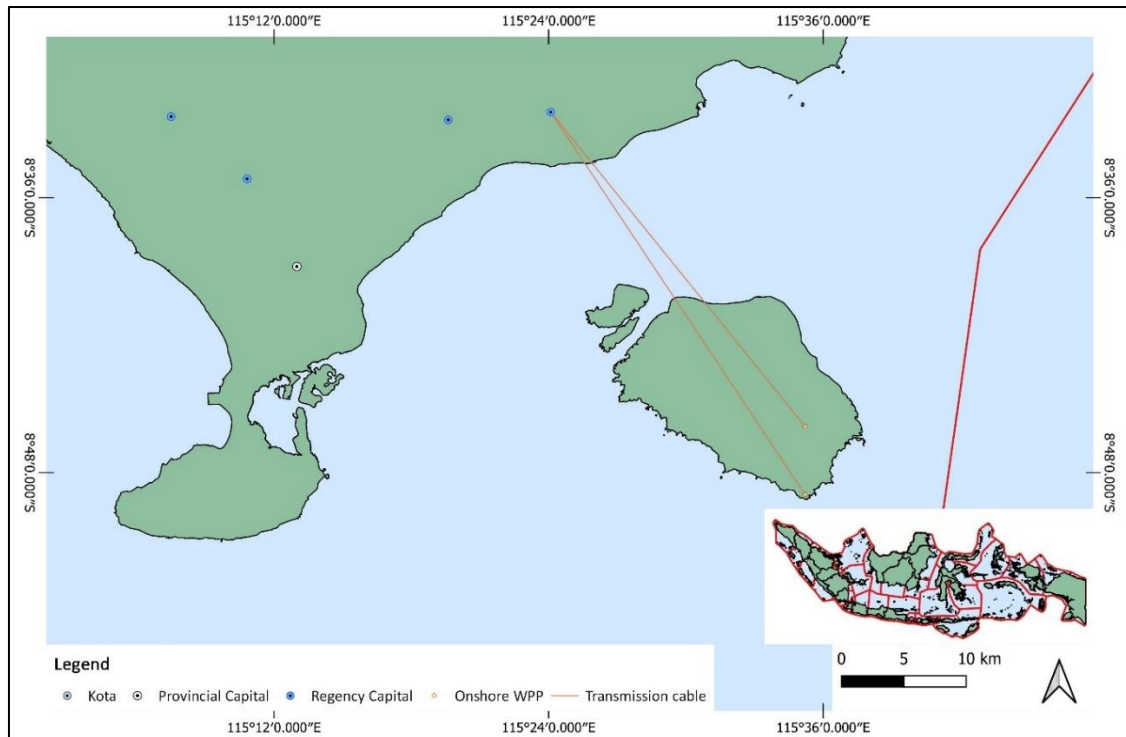 115°12'0.000"E 115°24'0.000"E 115°36'0.000"E
8°36'0.000"S 8°36'0.000"S
8°48'0.000"S 8°48'0.000"S
Legend
Kota Provincial Capital Regency Capital Onshore WPP Transmission cable
0 5 10 km
115°12'0.000"E 115°24'0.000"E 115°36'0.000"E